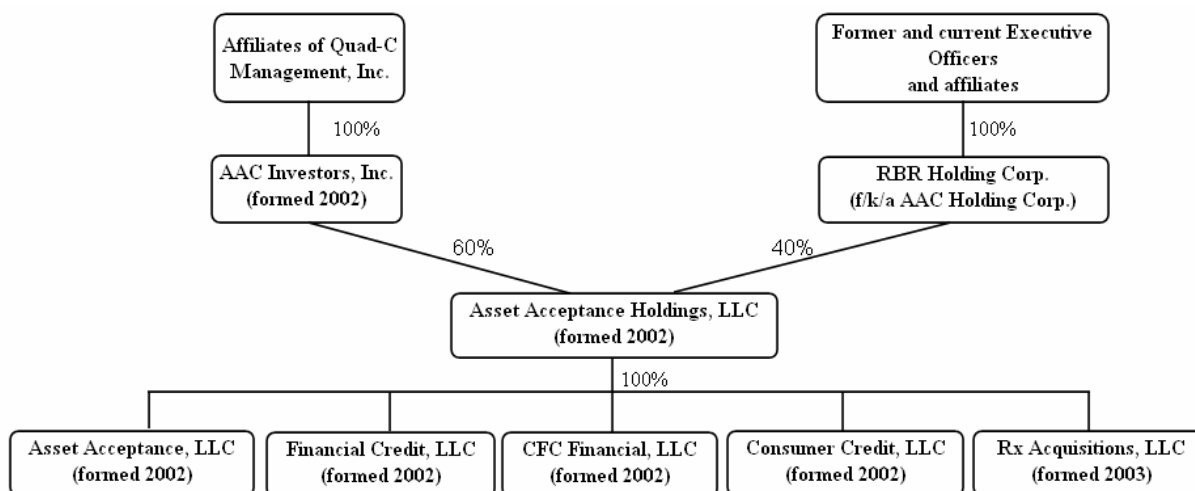 Affiliates of Quad-C
Management, Inc.
Former and current Executive
Officers
and affiliates
100%
100%
AAC Investors, Inc.
(formed 2002)
RBR Holding Corp.
(f/k/a AAC Holding Corp.)
60%
40%
Asset Acceptance Holdings, LLC
(formed 2002)
100%
Asset Acceptance, LLC
(formed 2002)
Financial Credit, LLC
(formed 2002)
CFC Financial, LLC
(formed 2002)
Consumer Credit, LLC
(formed 2002)
Rx Acquisitions, LLC
(formed 2003)